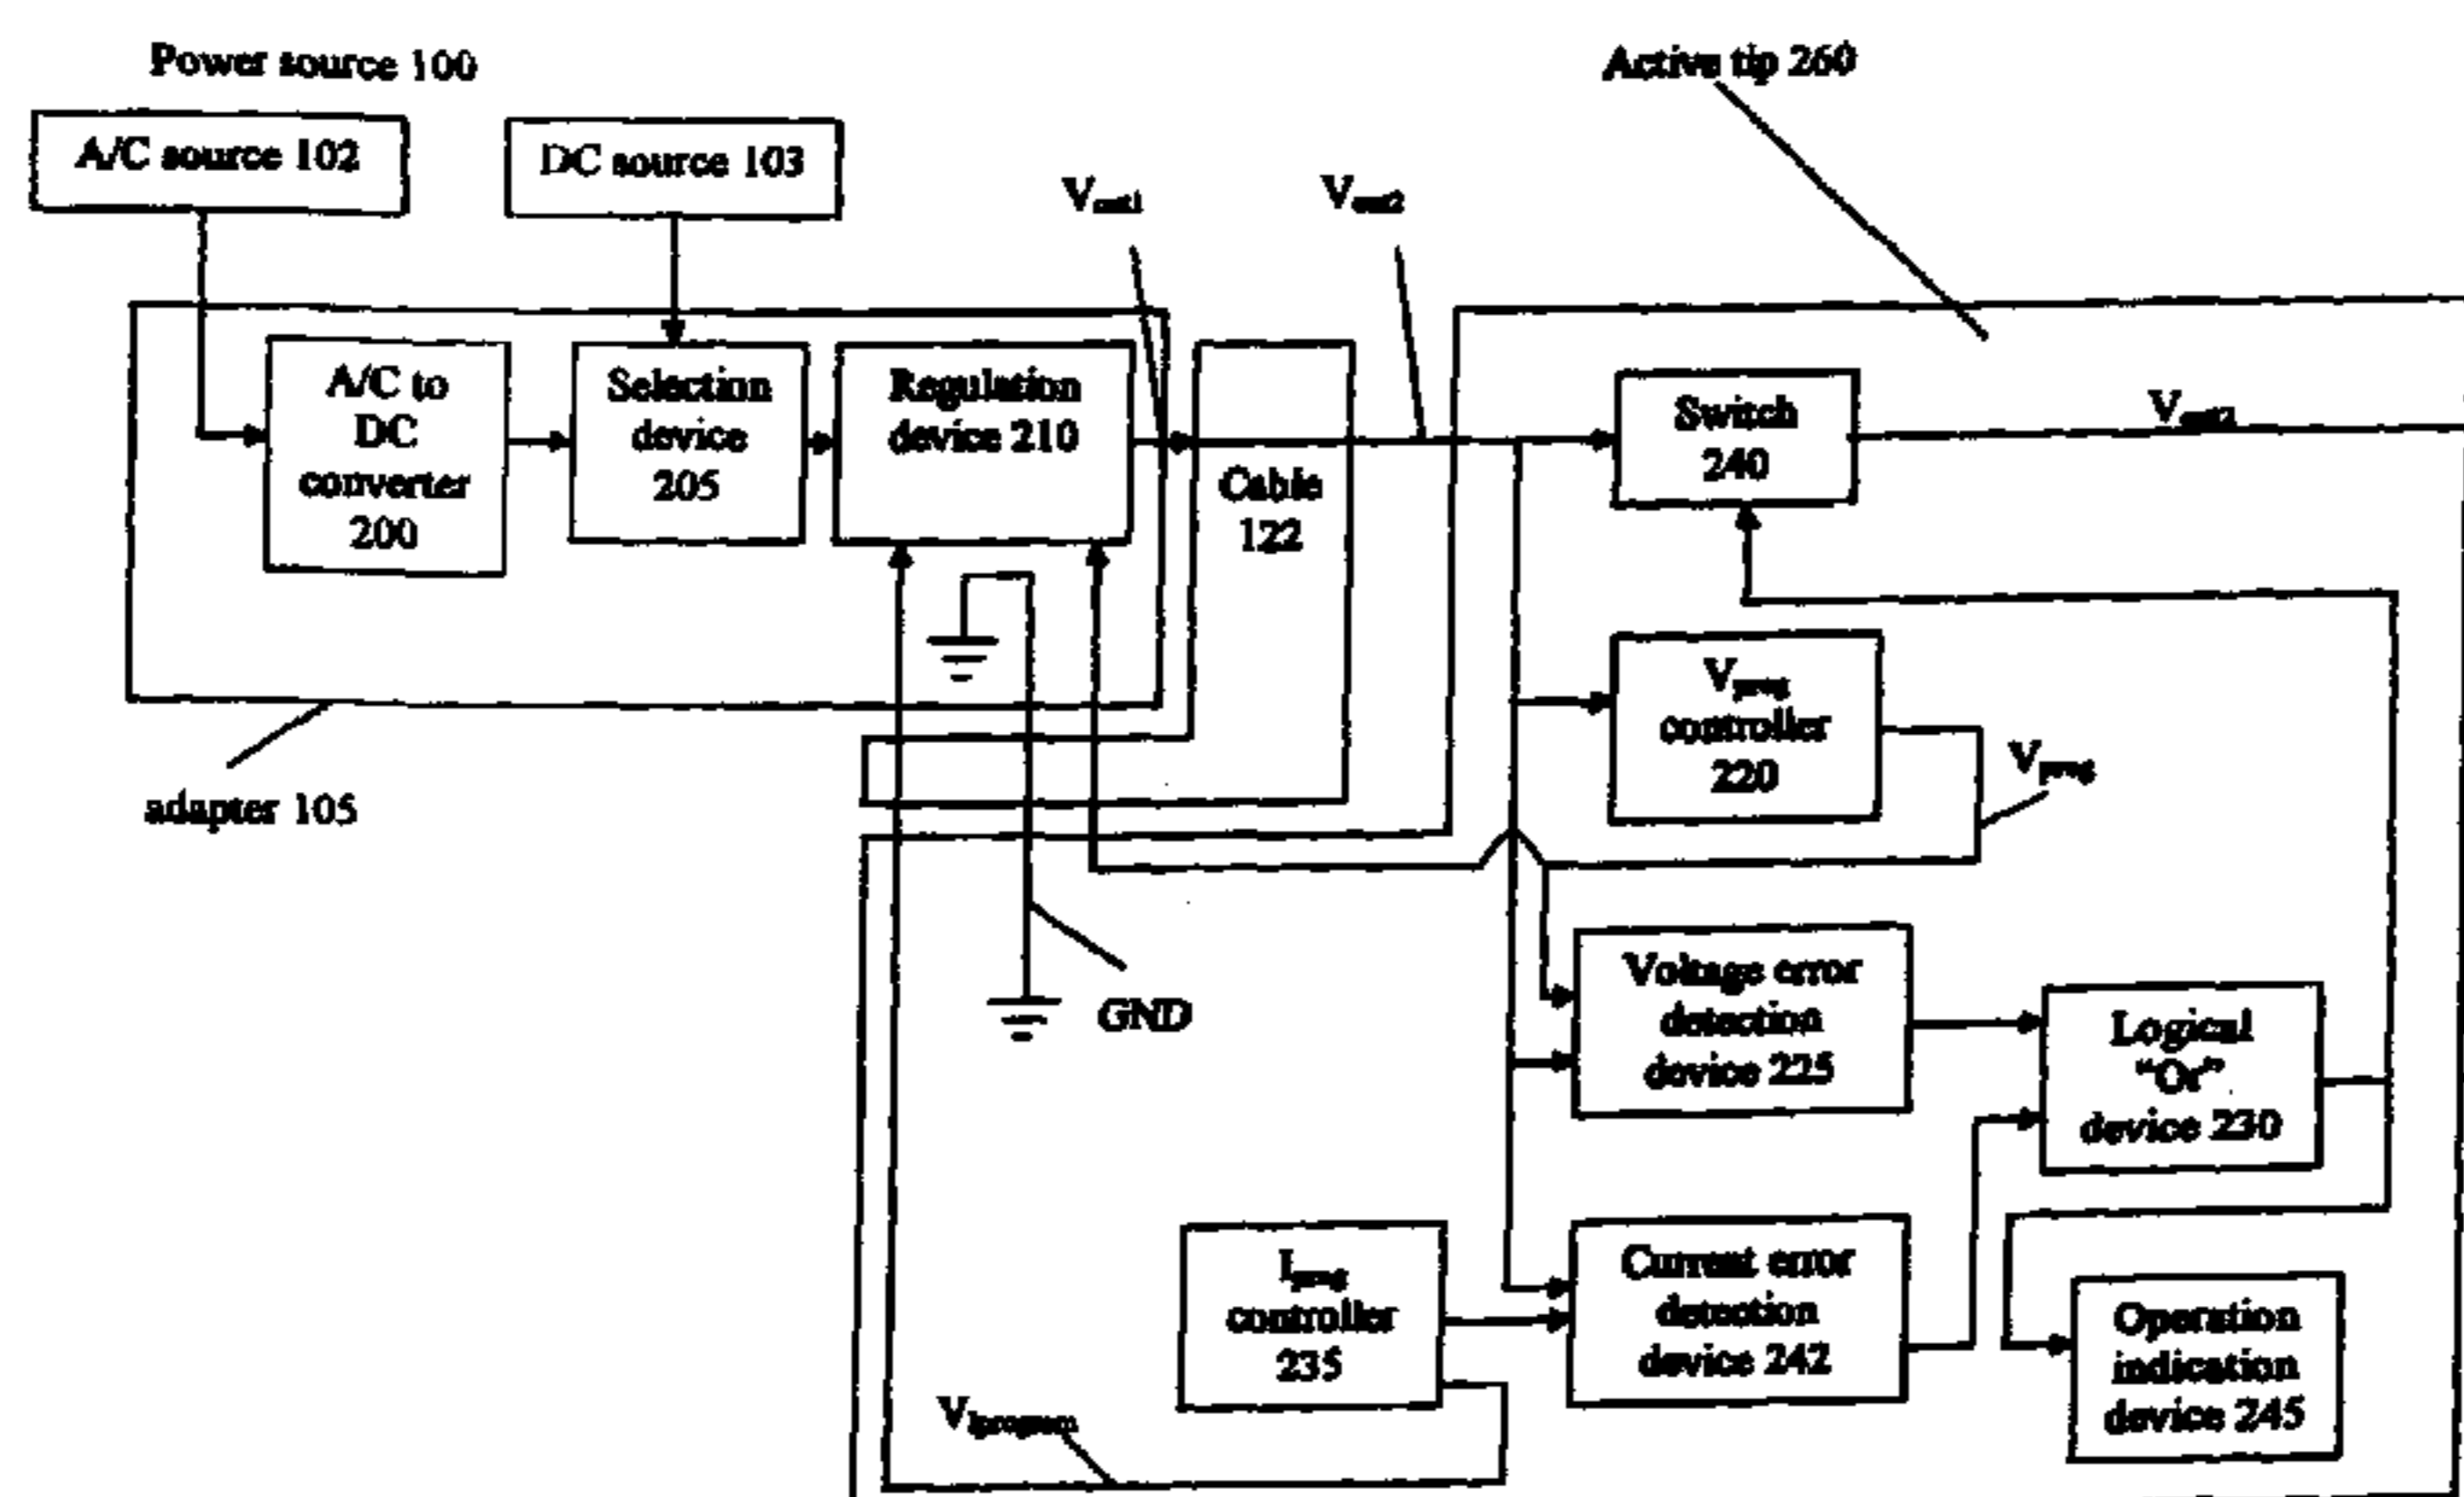 Power source 100
Active tip 260
A/C source 102
DC source 103
Vout1
Vout2
A/C to
DC
converter
200
Selection
device
205
Regulation
device 210
Cable
122
Switch
240
Vprog
controller
220
Vprog
adapter 105
GND
Voltage error
detection
device 225
Logical
“Or”
device 230
Iprog
controller
235
Current error
detection
device 242
Operation
indication
device 245
VIprogram